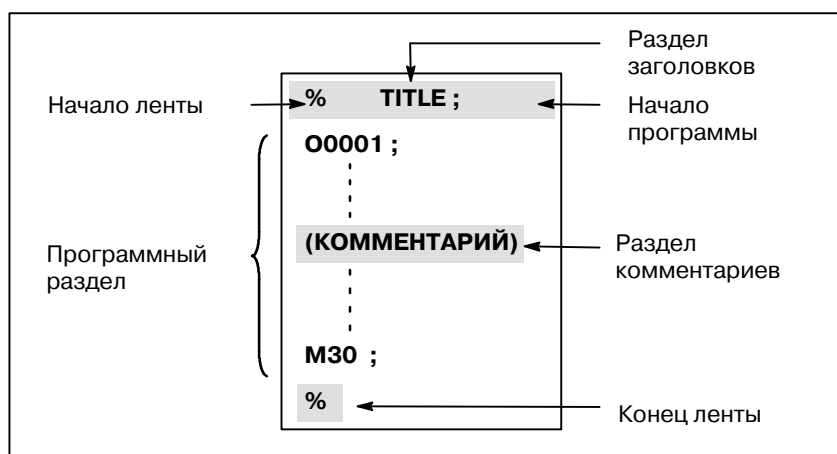 Раздел
заголовков
Начало ленты
% TITLE ;
Начало
программы
O0001 ;
(КОММЕНТАРИЙ)
Программный
раздел
Раздел
комментариев
M30 ;
%
Конец ленты